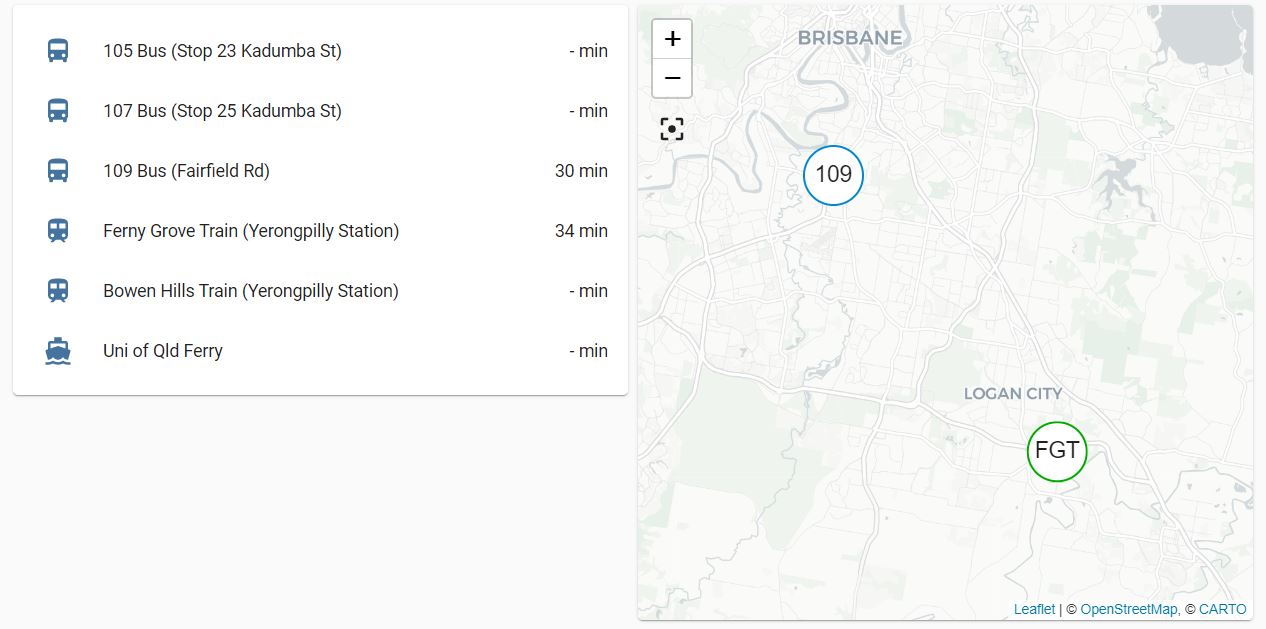 105 Bus (Stop 23 Kadumba St) - min
107 Bus (Stop 25 Kadumba St) - min
109 Bus (Fairfield Rd) 30 min
Ferny Grove Train (Yerongpilly Station) 34 min
Bowen Hills Train (Yerongpilly Station) - min
Uni of Qld Ferry - min
+
−
BRISBANE
109
LOGAN CITY
FGT
Leaflet | © OpenStreetMap, © CARTO